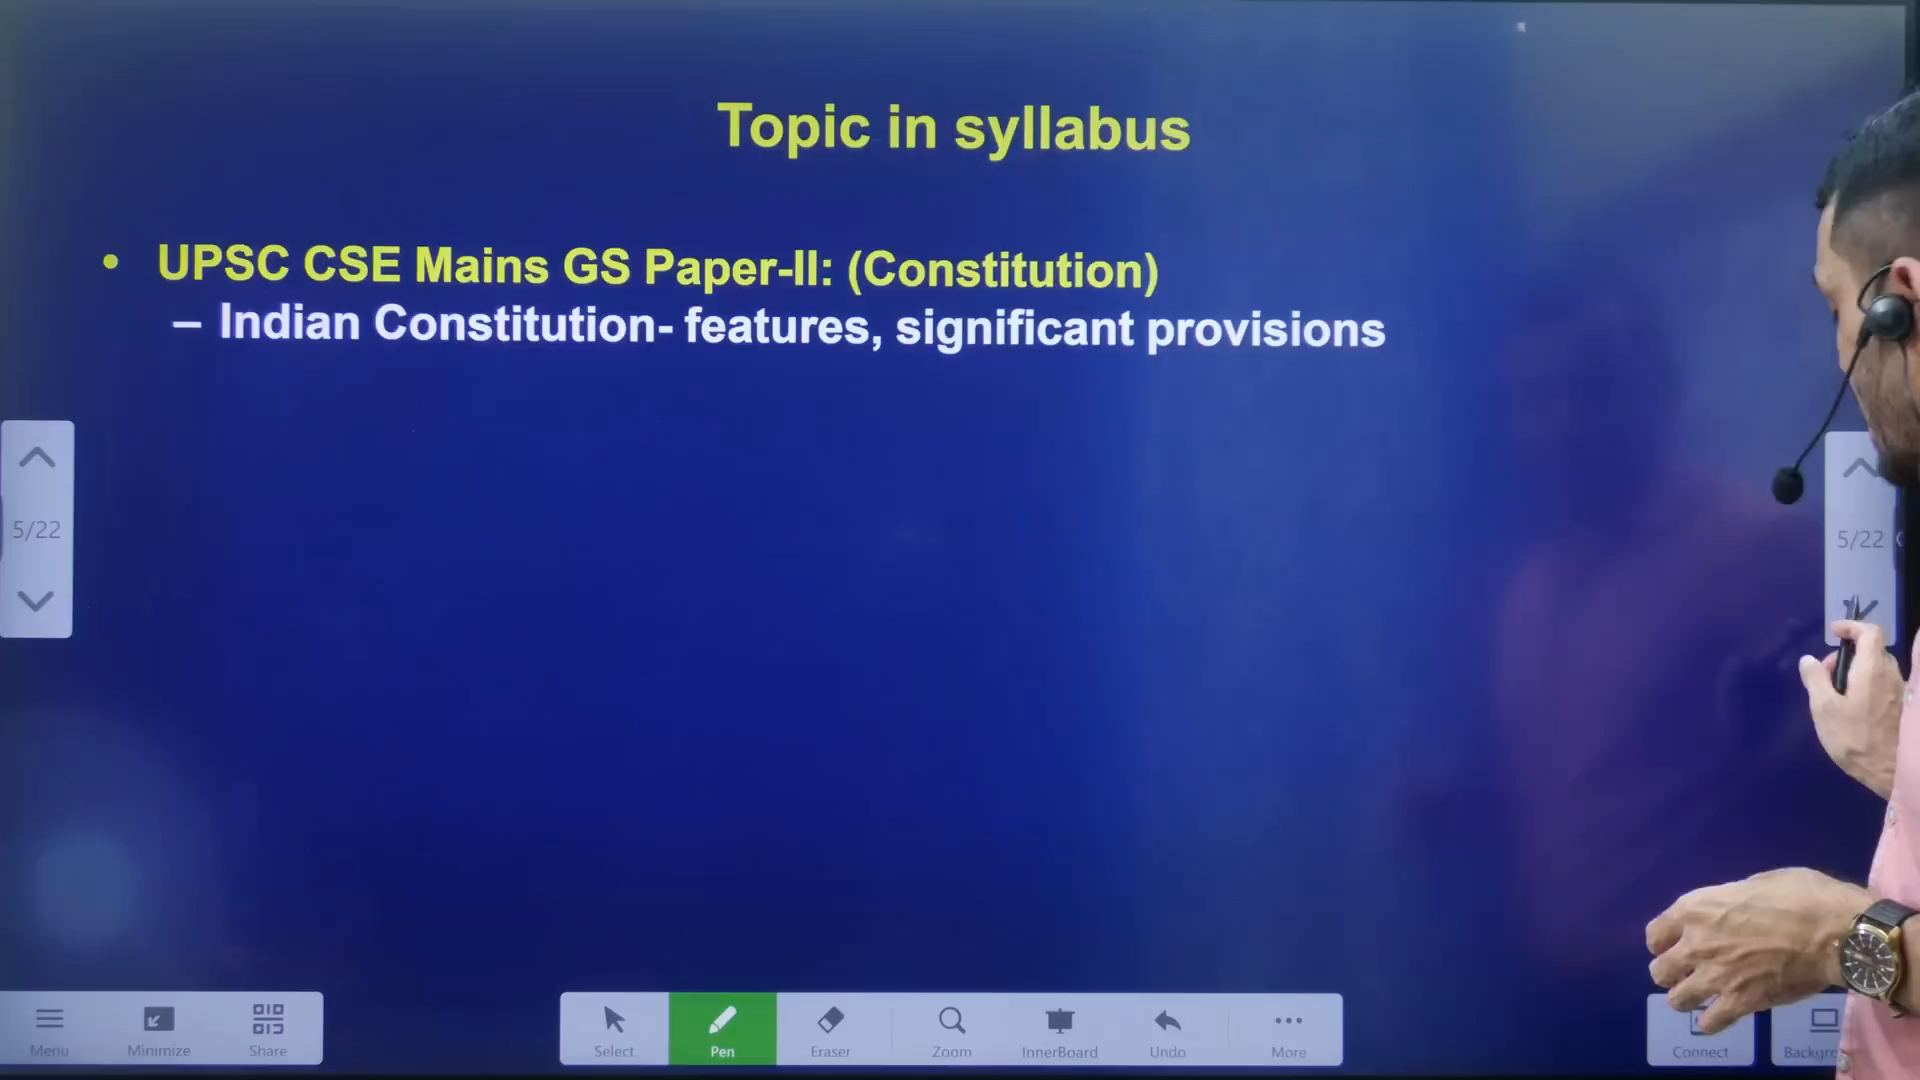 Topic in syllabus
• UPSC CSE Mains GS Paper-II: (Constitution)
– Indian Constitution- features, significant provisions
5/22
5/22
Menu
Minimize
Share
Select
Pen
Eraser
Zoom
InnerBoard
Undo
More
Connect